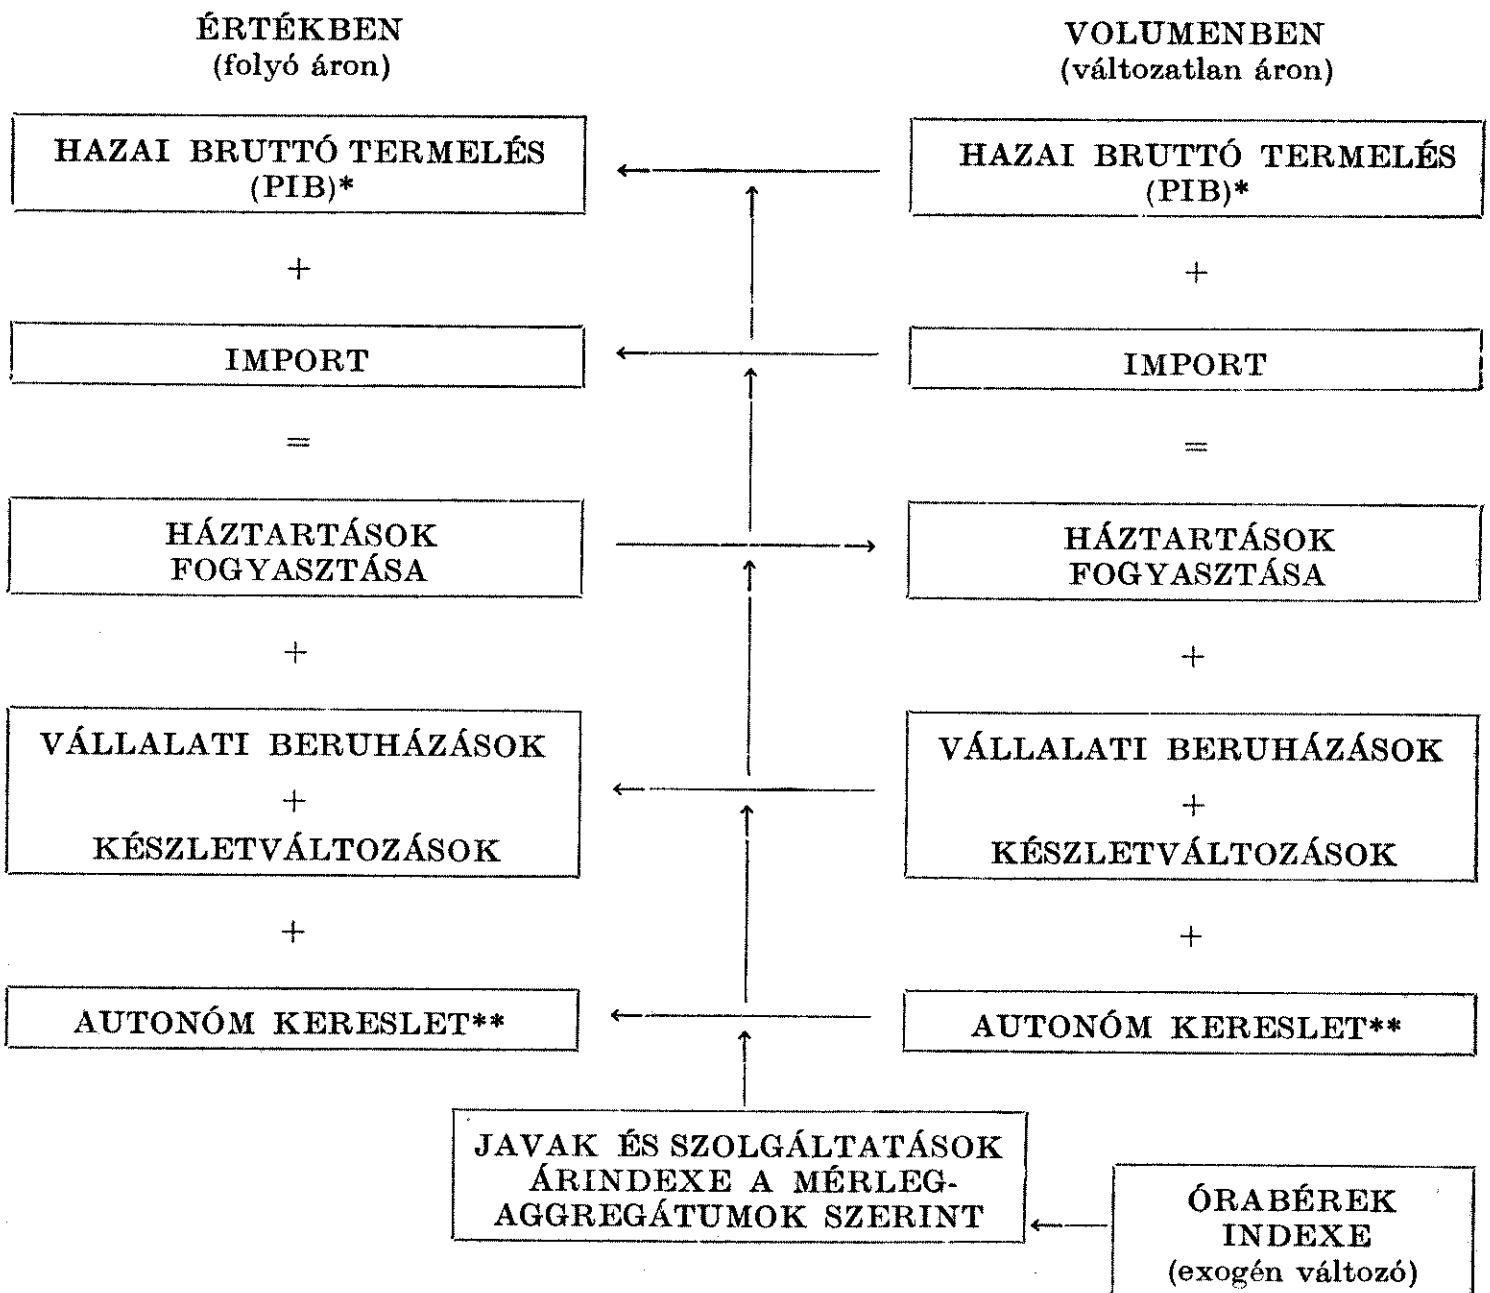 ÉRTÉKBEN
(folyó áron)
VOLUMENBEN
(változatlan áron)
HAZAI BRUTTÓ TERMELÉS
(PIB)*
HAZAI BRUTTÓ TERMELÉS
(PIB)*
+
+
IMPORT
IMPORT
=
=
HÁZTARTÁSOK
FOGYASZTÁSA
HÁZTARTÁSOK
FOGYASZTÁSA
+
+
VÁLLALATI BERUHÁZÁSOK
+
KÉSZLETVÁLTOZÁSOK
VÁLLALATI BERUHÁZÁSOK
+
KÉSZLETVÁLTOZÁSOK
+
+
AUTONÓM KERESLET**
AUTONÓM KERESLET**
JAVAK ÉS SZOLGÁLTATÁSOK
ÁRINDEXE A MÉRLEG-
AGGREGÁTUMOK SZERINT
ÓRABÉREK
INDEXE
(exogén változó)